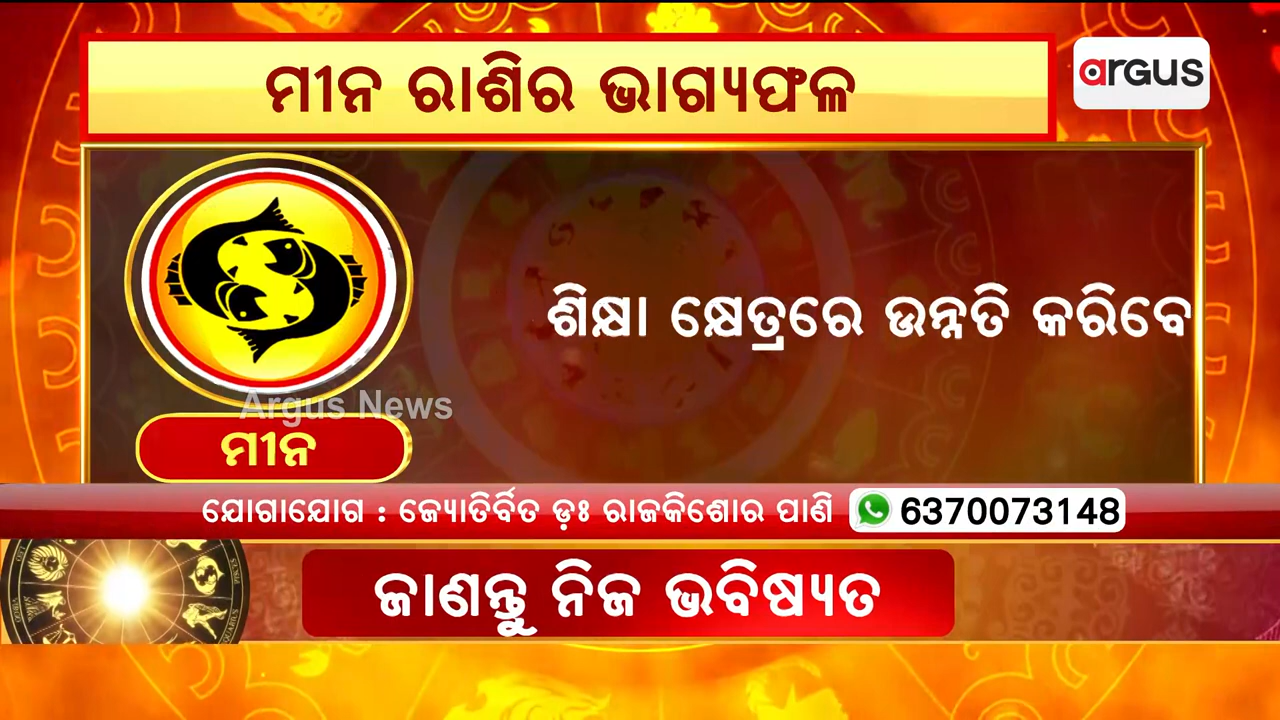 ମୀନ ରାଶିର ଭାଗ୍ୟଫଳ
argus
ଶିକ୍ଷା କ୍ଷେତ୍ରରେ ଉନ୍ନତି କରିବେ
Argus News
ମୀନ
ଯୋଗାଯୋଗ : ଜ୍ୟୋତିର୍ବିତ ଡ଼ଃ ରାଜକିଶୋର ପାଣି 6370073148
ଜାଣନ୍ତୁ ନିଜ ଭବିଷ୍ୟତ